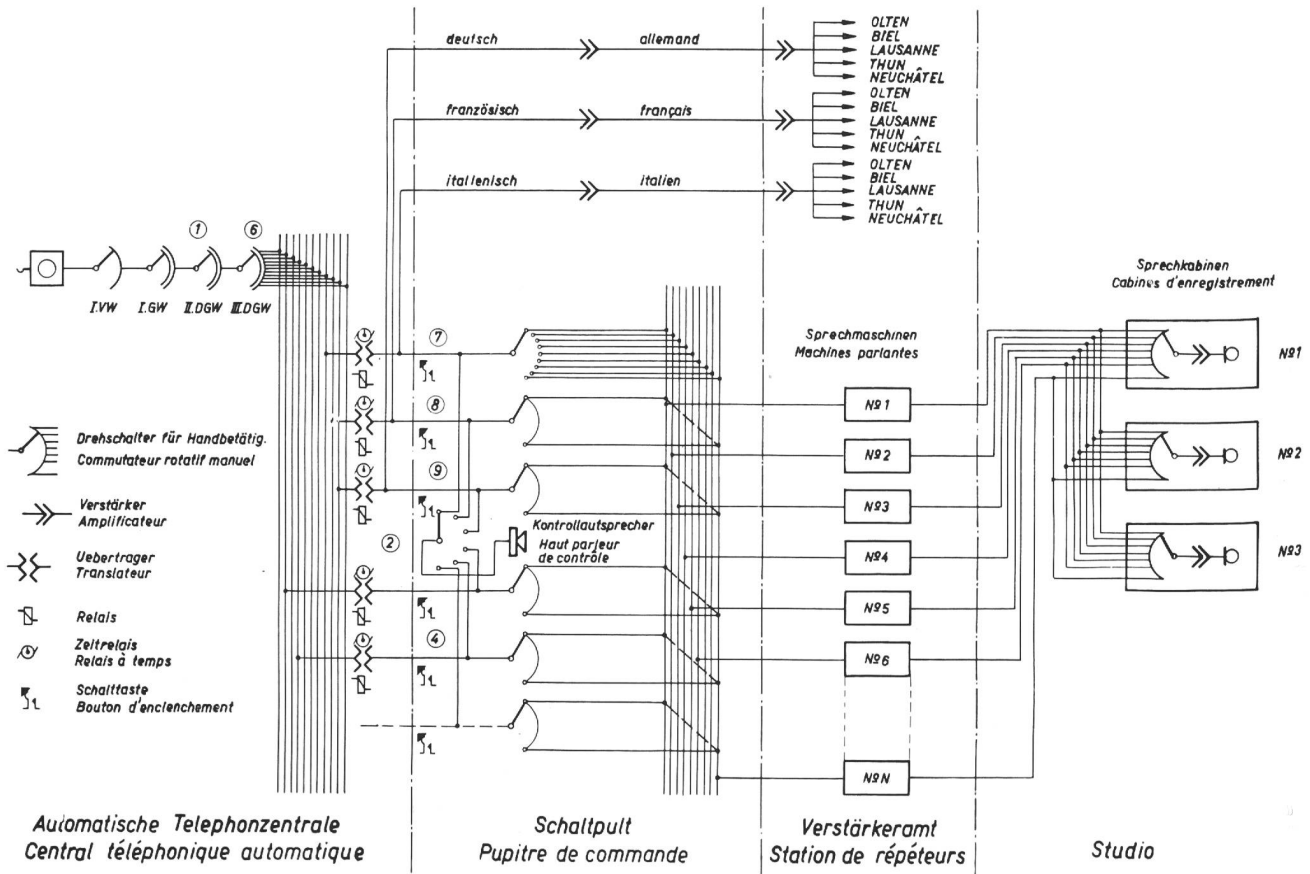 deutsch
allemand
OLTEN
BIEL
LAUSANNE
THUN
NEUCHÂTEL
französisch
français
OLTEN
BIEL
LAUSANNE
THUN
NEUCHÂTEL
italienisch
italien
OLTEN
BIEL
LAUSANNE
THUN
NEUCHÂTEL
1
6
I.VW
I.GW
II.DGW
III.DGW
Sprechkabinen
Cabines d'enregistrement
7
8
9
2
4
Sprechmaschinen
Machines parlantes
Nº1
Nº2
Nº3
Nº4
Nº5
Nº6
NºN
Nº1
Nº2
Nº3
Kontrollautsprecher
Haut parleur
de contrôle
Drehschalter für Handbetätig.
Commutateur rotatif manuel
Verstärker
Amplificateur
Uebertrager
Translateur
Relais
Zeitrelais
Relais à temps
Schalttaste
Bouton d'enclenchement
Automatische Telephonzentrale
Central téléphonique automatique
Schaltpult
Pupitre de commande
Verstärkeramt
Station de répéteurs
Studio